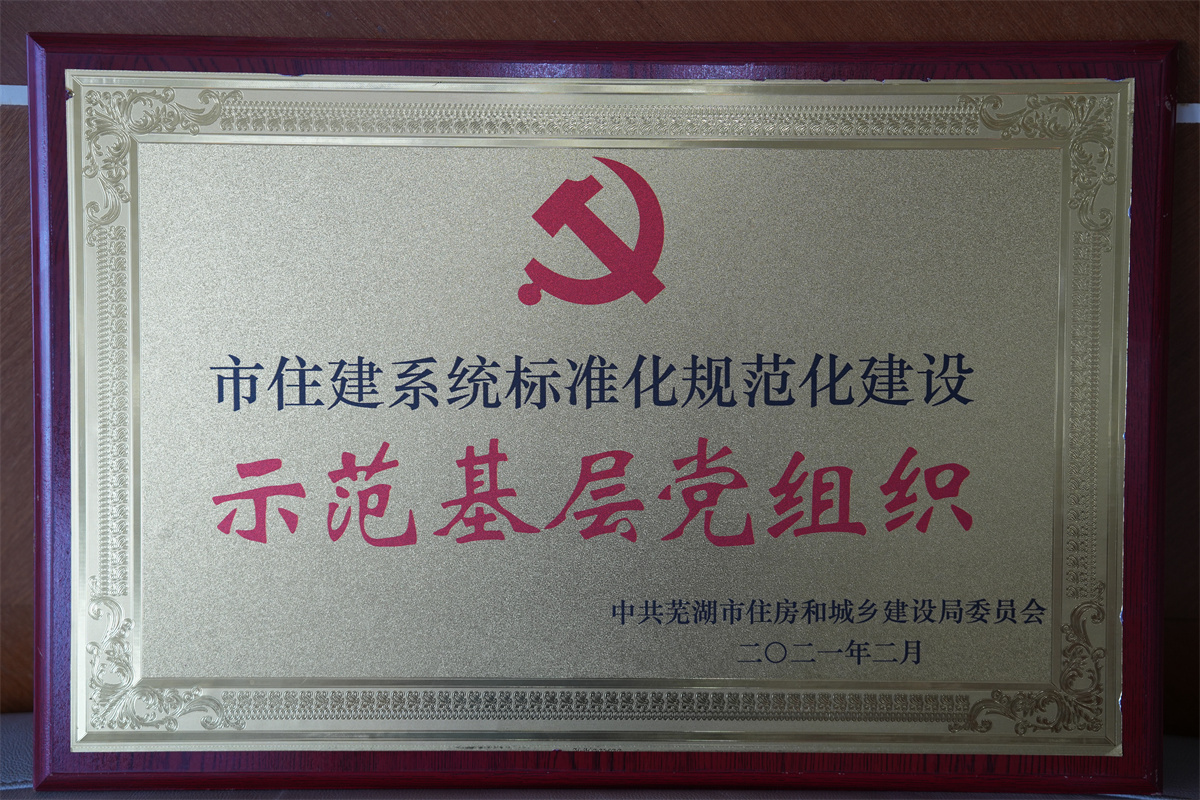 市住建系统标准化规范化建设
示范基层党组织
中共芜湖市住房和城乡建设局委员会
二〇二一年二月